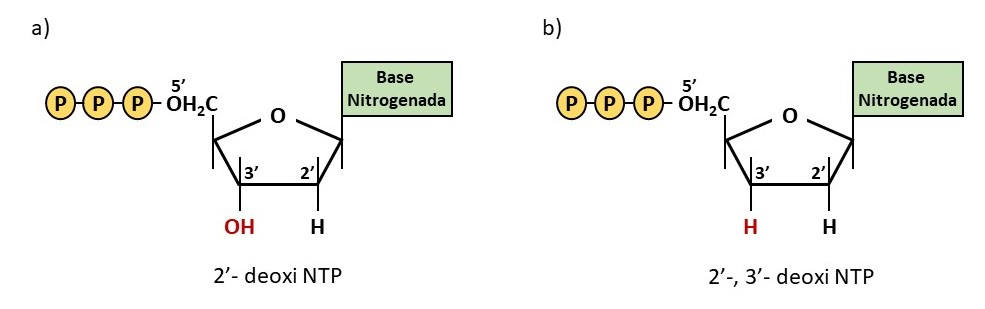 a)
5’
P P P OH₂C O Base Nitrogenada
3’ 2’
OH H
2’- deoxi NTP
b)
5’
P P P OH₂C O Base Nitrogenada
3’ 2’
H H
2’-, 3’- deoxi NTP